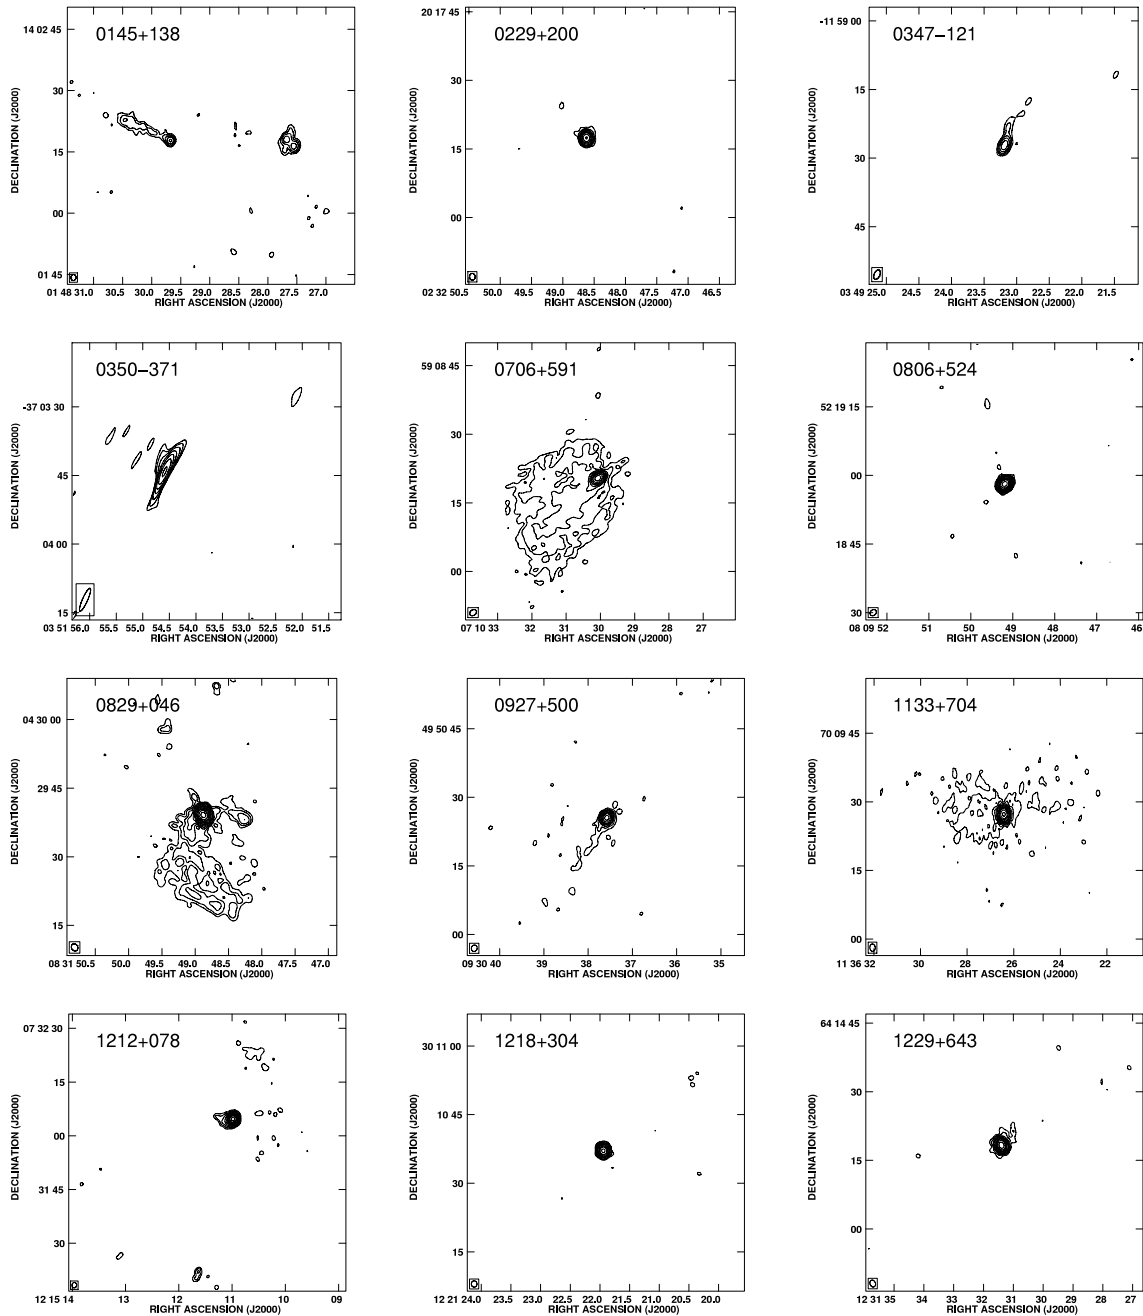 0145+138
DECLINATION (J2000)
14 02 45
30
15
00
01 45
01 48 31.0 30.5 30.0 29.5 29.0 28.5 28.0 27.5 27.0
RIGHT ASCENSION (J2000)
0229+200
DECLINATION (J2000)
20 17 45
30
15
00
02 32 50.5 50.0 49.5 49.0 48.5 48.0 47.5 47.0 46.5
RIGHT ASCENSION (J2000)
0347−121
DECLINATION (J2000)
-11 59 00
15
30
45
03 49 25.0 24.5 24.0 23.5 23.0 22.5 22.0 21.5
RIGHT ASCENSION (J2000)
0350−371
DECLINATION (J2000)
-37 03 30
45
04 00
15
03 51 56.0 55.5 55.0 54.5 54.0 53.5 53.0 52.5 52.0 51.5
RIGHT ASCENSION (J2000)
0706+591
DECLINATION (J2000)
59 08 45
30
15
00
07 10 33 32 31 30 29 28 27
RIGHT ASCENSION (J2000)
0806+524
DECLINATION (J2000)
52 19 15
00
18 45
30
08 09 52 51 50 49 48 47 46
RIGHT ASCENSION (J2000)
0829+046
DECLINATION (J2000)
04 30 00
29 45
30
15
08 31 50.5 50.0 49.5 49.0 48.5 48.0 47.5 47.0
RIGHT ASCENSION (J2000)
0927+500
DECLINATION (J2000)
49 50 45
30
15
00
09 30 40 39 38 37 36 35
RIGHT ASCENSION (J2000)
1133+704
DECLINATION (J2000)
70 09 45
30
15
00
11 36 32 30 28 26 24 22
RIGHT ASCENSION (J2000)
1212+078
DECLINATION (J2000)
07 32 30
15
00
31 45
30
12 15 14 13 12 11 10 09
RIGHT ASCENSION (J2000)
1218+304
DECLINATION (J2000)
30 11 00
10 45
30
15
12 21 24.0 23.5 23.0 22.5 22.0 21.5 21.0 20.5 20.0
RIGHT ASCENSION (J2000)
1229+643
DECLINATION (J2000)
64 14 45
30
15
00
12 31 35 34 33 32 31 30 29 28 27
RIGHT ASCENSION (J2000)